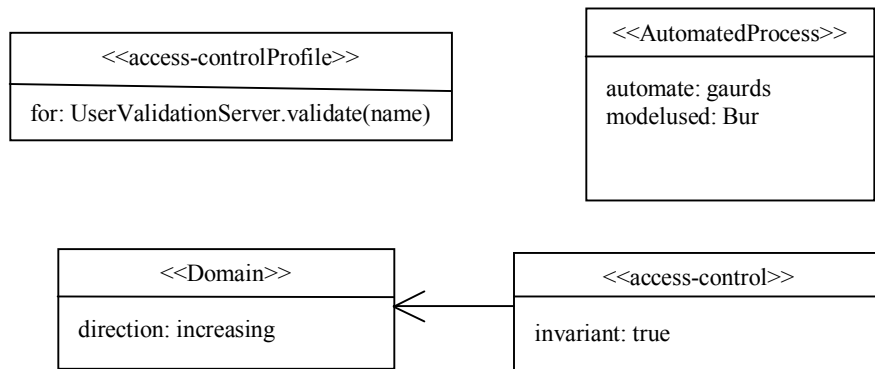 <<access-controlProfile>>
for: UserValidationServer.validate(name)
<<AutomatedProcess>>
automate: gaurds
modelused: Bur
<<Domain>>
direction: increasing
<<access-control>>
invariant: true